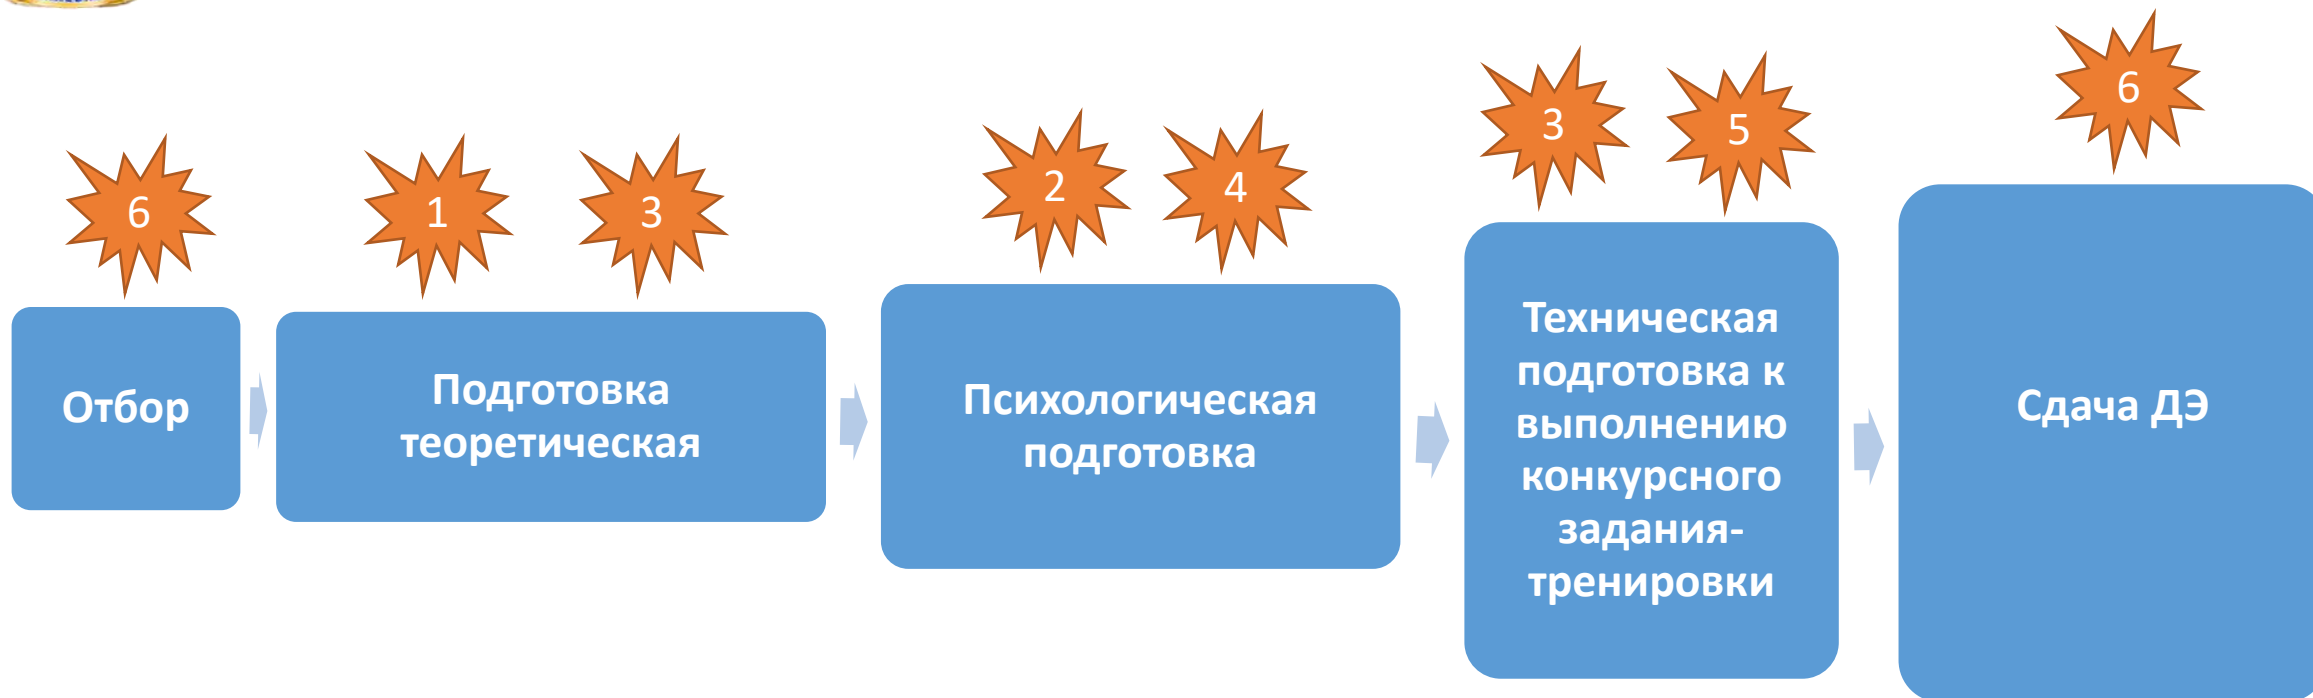 6
1
3
2
4
3
5
6
Отбор
Подготовка
теоретическая
Психологическая
подготовка
Техническая
подготовка к
выполнению
конкурсного
задания-
тренировки
Сдача ДЭ